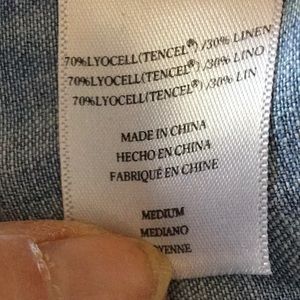 70%LYOCELL(TENCEL®)/30% LINEN
70%LYOCELL(TENCEL®)/30% LINO
70%LYOCELL(TENCEL®)/30% LIN
MADE IN CHINA
HECHO EN CHINA
FABRIQUÉ EN CHINE
MEDIUM
MEDIANO